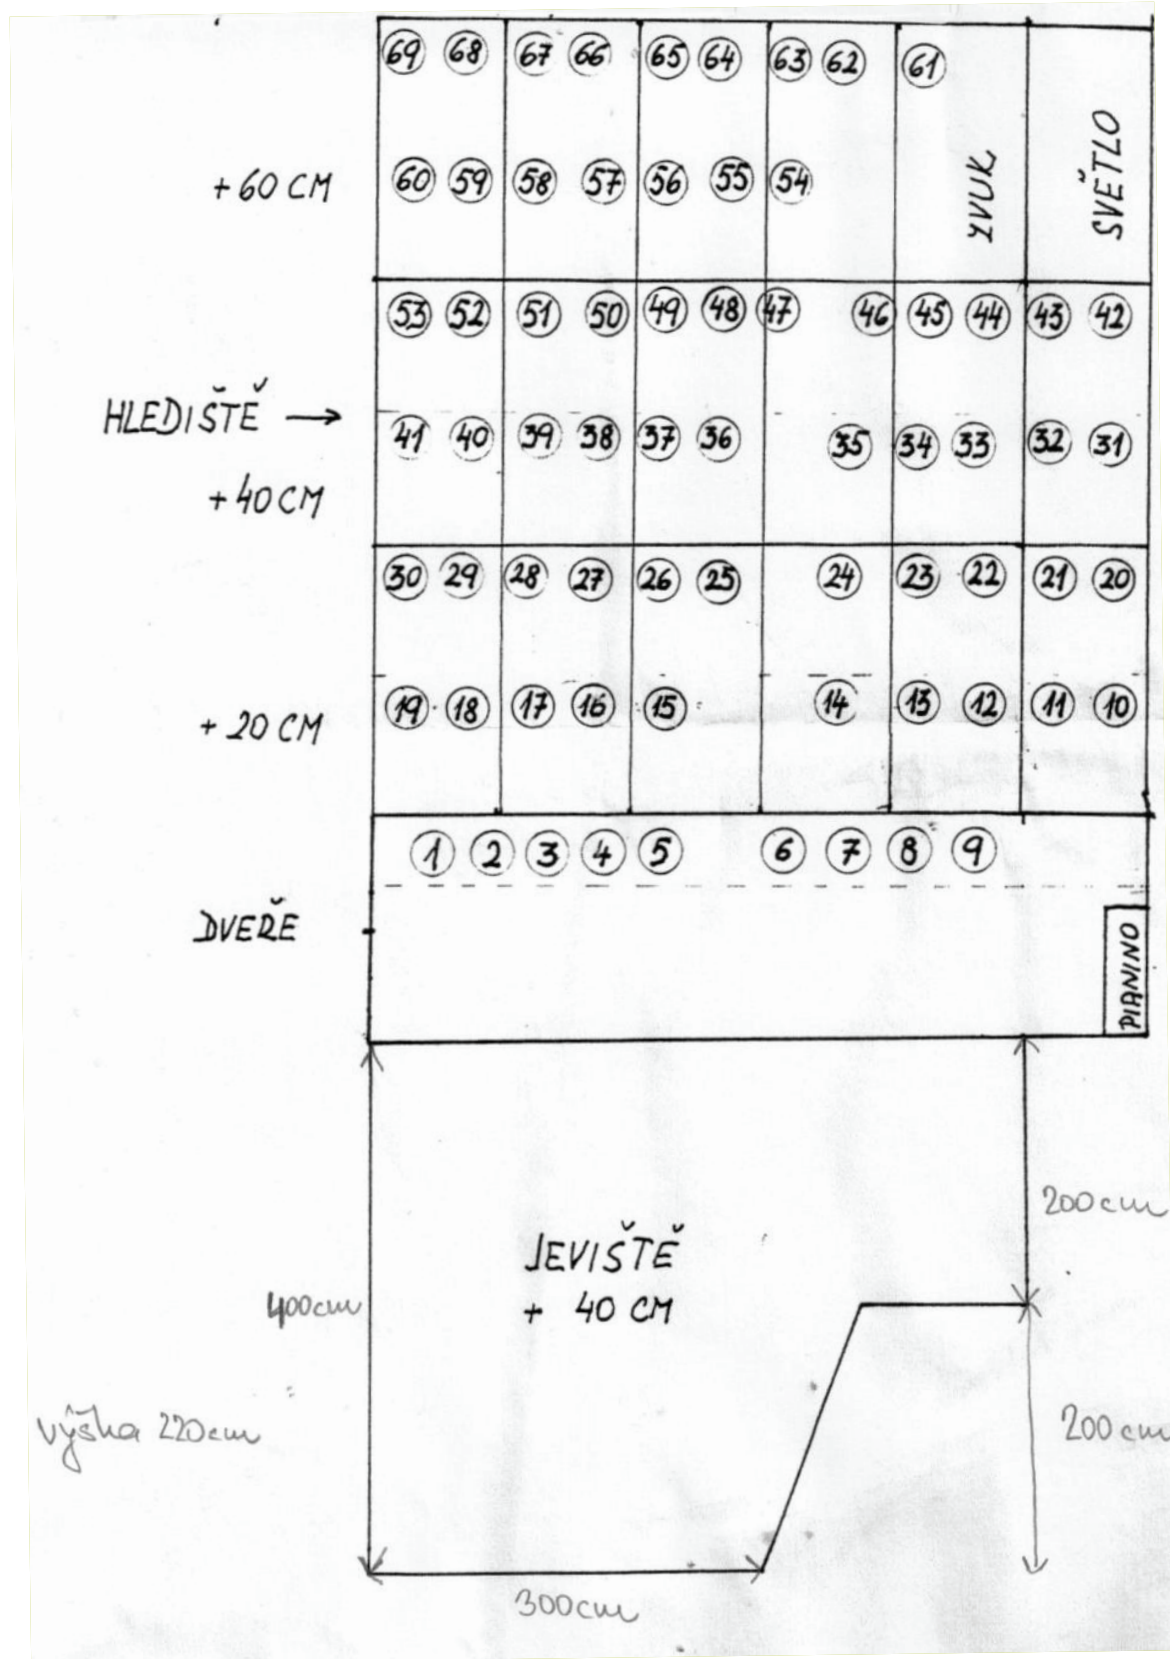 69 68 67 66 65 64 63 62 61
ZVUK
SVĚTLO
+ 60 CM
60 59 58 57 56 55 54
53 52 51 50 49 48 47 46 45 44 43 42
HLEDIŠTĚ →
41 40 39 38 37 36 35 34 33 32 31
+ 40 CM
30 29 28 27 26 25 24 23 22 21 20
19 18 17 16 15 14 13 12 11 10
+ 20 CM
1 2 3 4 5 6 7 8 9
DVEŘE
PIANINO
200cm
JEVIŠTĚ
+ 40 CM
400cm
výška 220cm
200cm
300cm